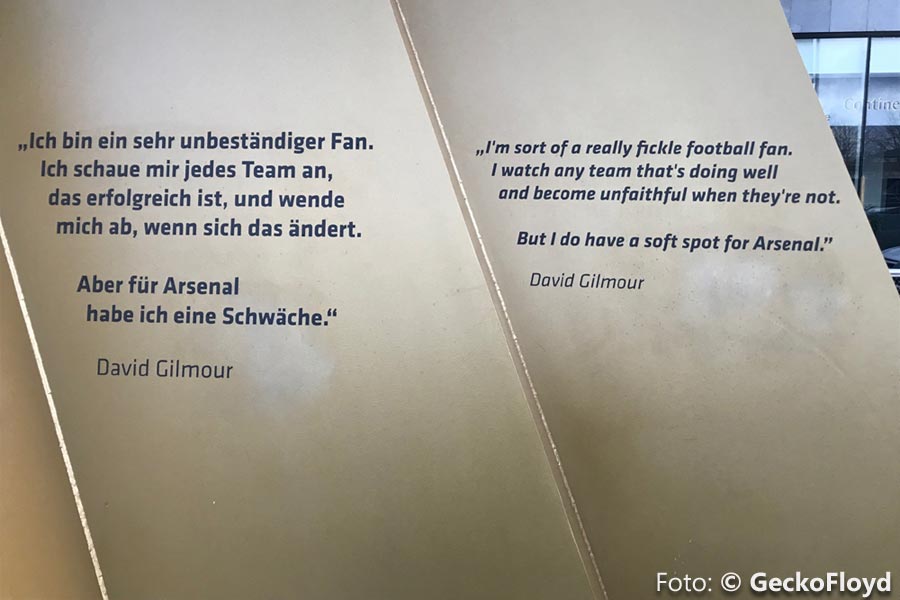 „Ich bin ein sehr unbeständiger Fan.
Ich schaue mir jedes Team an,
das erfolgreich ist, und wende
mich ab, wenn sich das ändert.
Aber für Arsenal
habe ich eine Schwäche.“
David Gilmour
„I'm sort of a really fickle football fan.
I watch any team that's doing well
and become unfaithful when they're not.
But I do have a soft spot for Arsenal.”
David Gilmour
Foto: © GeckoFloyd